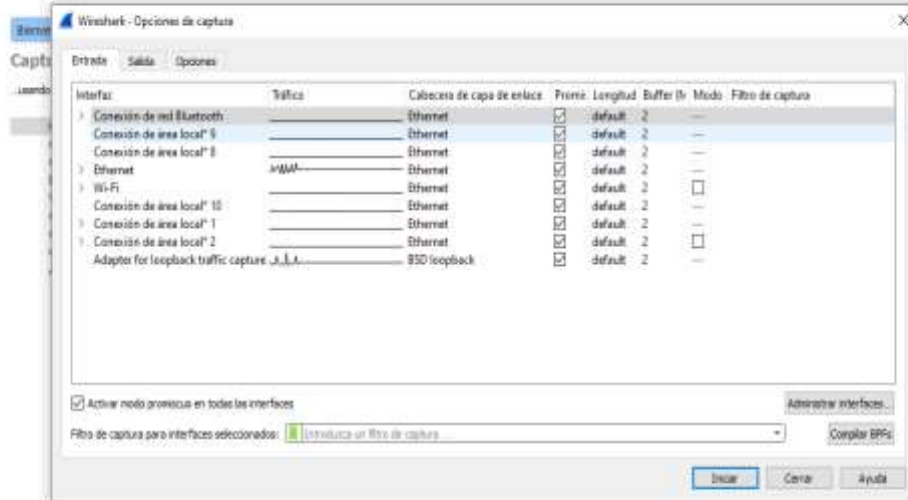 Wireshark - Opciones de captura
Entrada Salida Opciones
Interfaz Tráfico Cabecera de capa de enlace Promis Longitud Buffer (M Modo Filtro de captura
Conexión de red Bluetooth Ethernet default 2 —
Conexión de área local* 9 Ethernet default 2 —
Conexión de área local* 8 Ethernet default 2 —
Ethernet Ethernet default 2 —
Wi-Fi Ethernet default 2
Conexión de área local* 10 Ethernet default 2 —
Conexión de área local* 1 Ethernet default 2 —
Conexión de área local* 2 Ethernet default 2
Adapter for loopback traffic capture BSD loopback default 2 —
Activar modo promiscuo en todas las interfaces
Administrar interfaces...
Filtro de captura para interfaces seleccionados: Introduzca un filtro de captura ...
Compilar BPFs
Iniciar Cerrar Ayuda